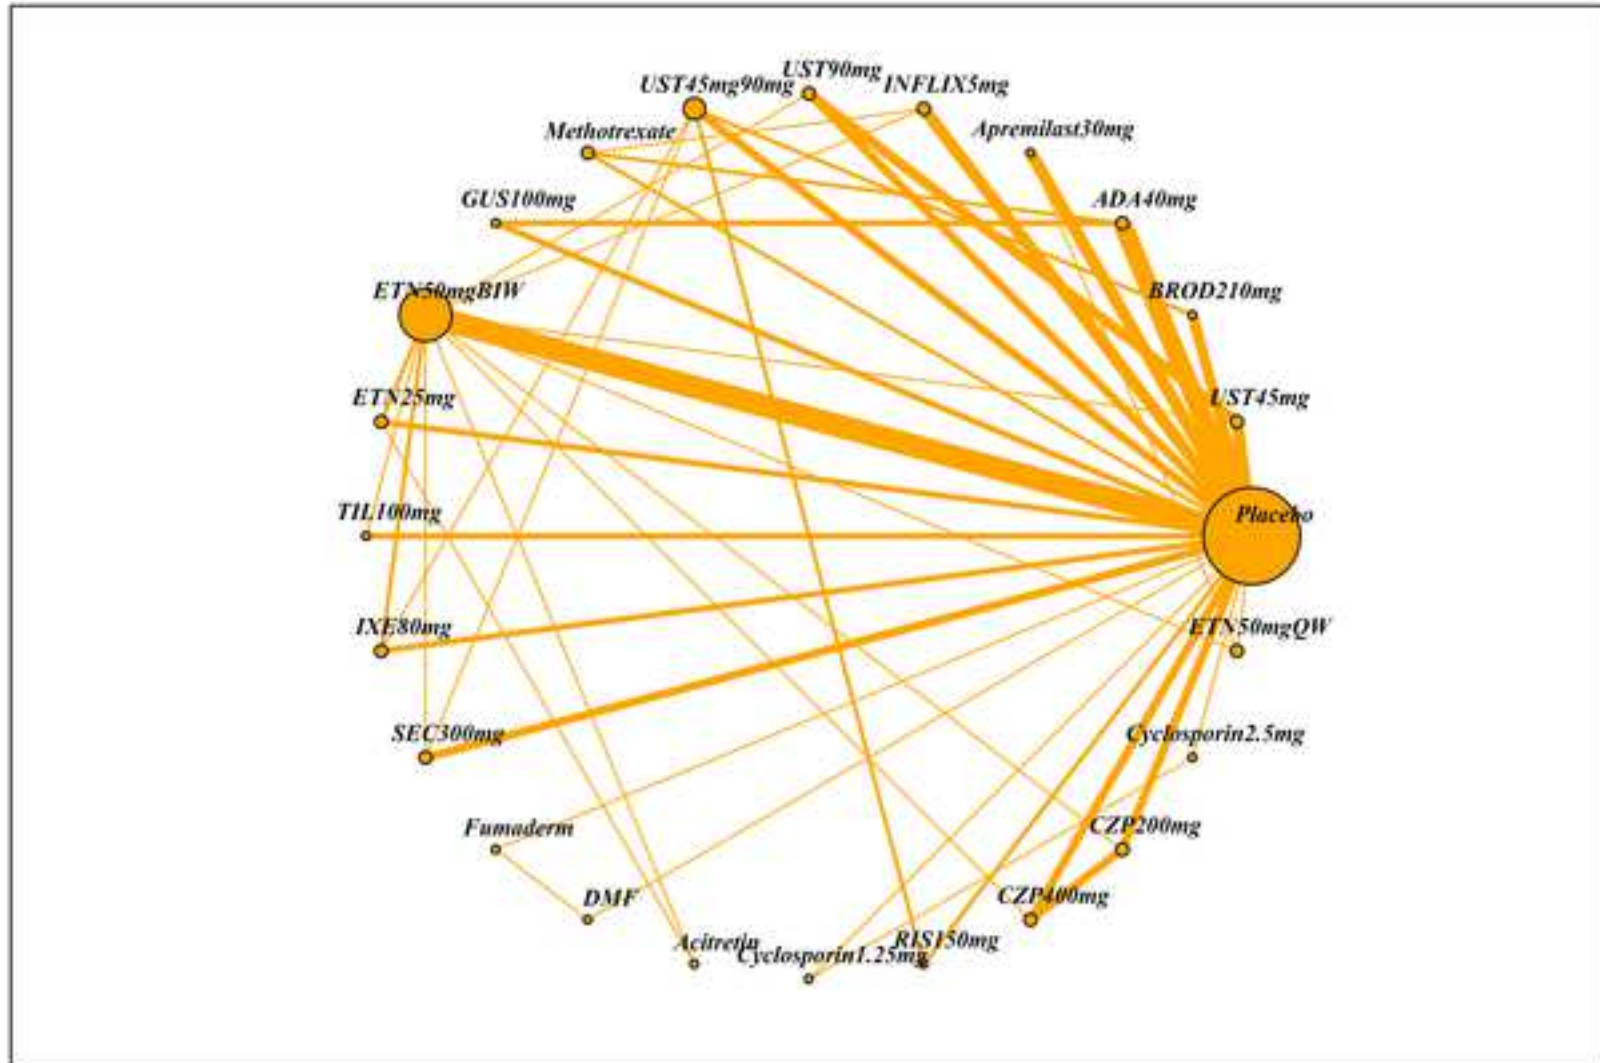 UST90mg
UST45mg90mg
INFLIX5mg
Methotrexate
Apremilast30mg
GUS100mg
ADA40mg
ETN50mgBIW
BROD210mg
ETN25mg
UST45mg
TIL100mg
Placebo
IXE80mg
ETN50mgQW
SEC300mg
Cyclosporin2.5mg
Fumaderm
CZP200mg
DMF
CZP400mg
Acitretin
RIS150mg
Cyclosporin1.25mg